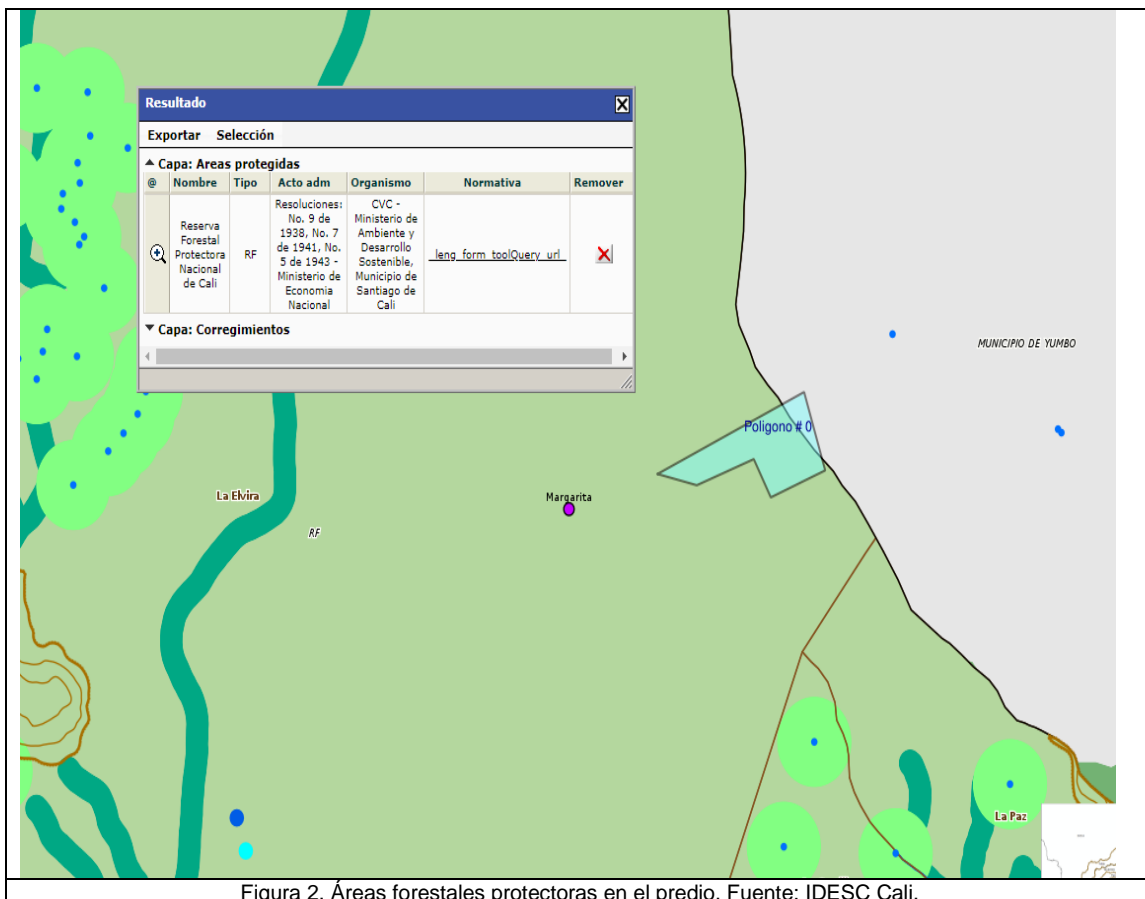 Resultado
Exportar Selección
Capa: Areas protegidas
@ Nombre Tipo Acto adm Organismo Normativa Remover
Reserva
Forestal
Protectora
Nacional
de Cali
RF
Resoluciones:
No. 9 de
1938, No. 7
de 1941, No.
5 de 1943 -
Ministerio de
Economia
Nacional
CVC -
Ministerio de
Ambiente y
Desarrollo
Sostenible,
Municipio de
Santiago de
Cali
_leng_form_toolQuery_url_
Capa: Corregimientos
MUNICIPIO DE YUMBO
Poligono # 0
La Elvira
Margarita
RF
La Paz
Figura 2. Áreas forestales protectoras en el predio. Fuente: IDESC Cali.